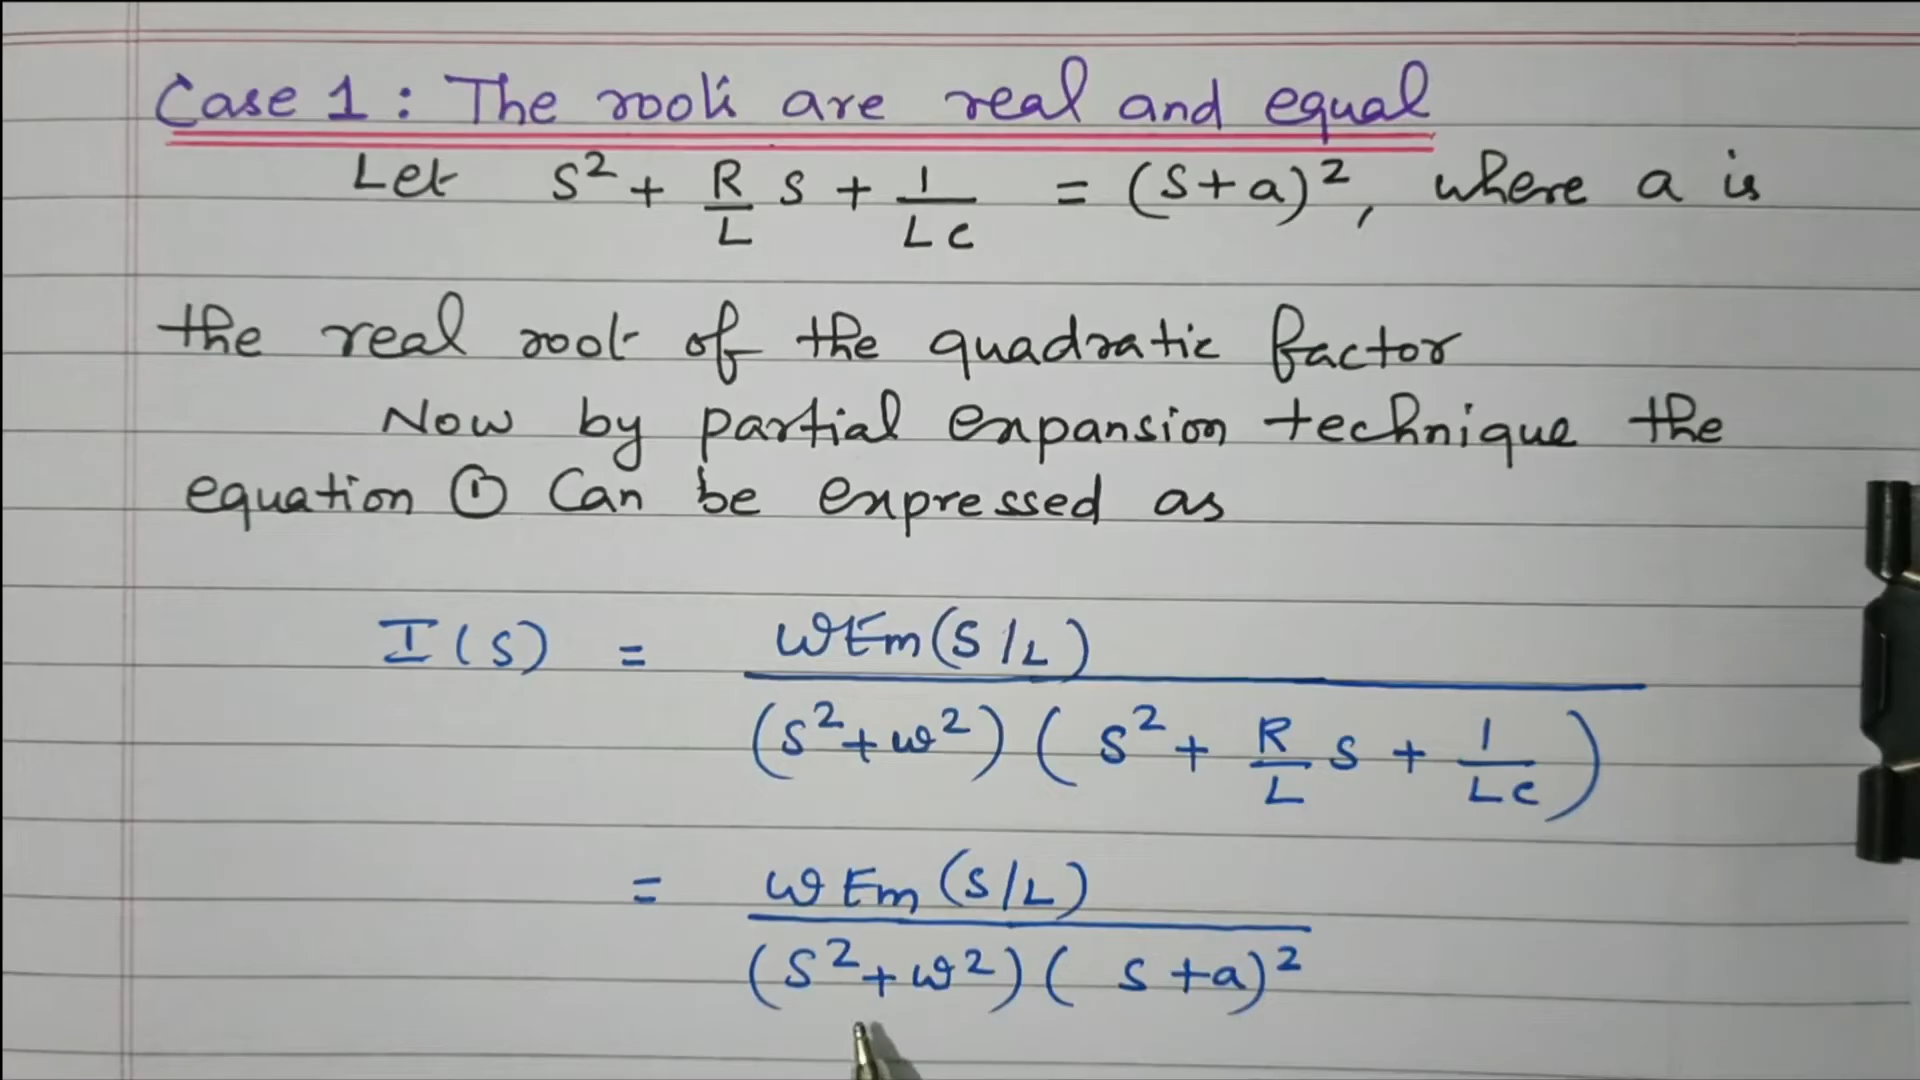 Case 1 : The roots are real and equal
Let S² + R/L S + 1/LC = (S+a)², where a is
the real root of the quadratic factor
Now by partial expansion technique the
equation ① Can be expressed as
I(S) = ωEm(S/L) / (S²+ω²)(S² + R/L S + 1/LC)
= ωEm(S/L) / (S²+ω²)(S+a)²